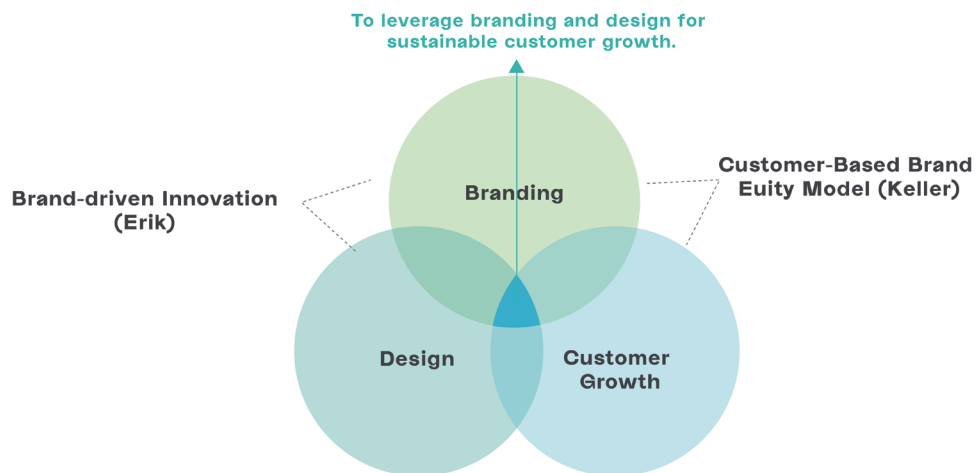 To leverage branding and design for
sustainable customer growth.
Brand-driven Innovation
(Erik)
Branding
Customer-Based Brand
Euity Model (Keller)
Design
Customer
Growth